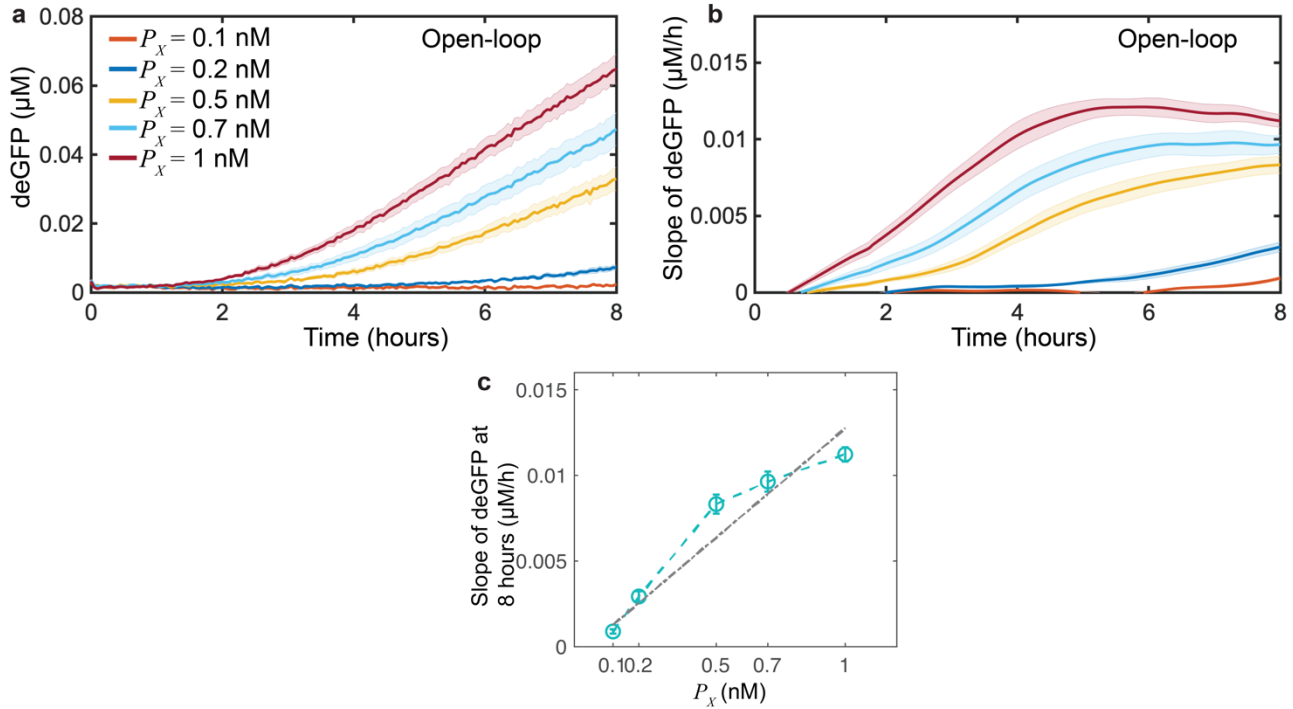 a
0.08
0.06
0.04
0.02
0
deGFP (µM)
Open-loop
P_X = 0.1 nM
P_X = 0.2 nM
P_X = 0.5 nM
P_X = 0.7 nM
P_X = 1 nM
0 2 4 6 8
Time (hours)
b
0.015
0.01
0.005
0
Slope of deGFP (µM/h)
Open-loop
0 2 4 6 8
Time (hours)
c
0.015
0.01
0.005
0
Slope of deGFP at
8 hours (µM/h)
0.1 0.2 0.5 0.7 1
P_X (nM)